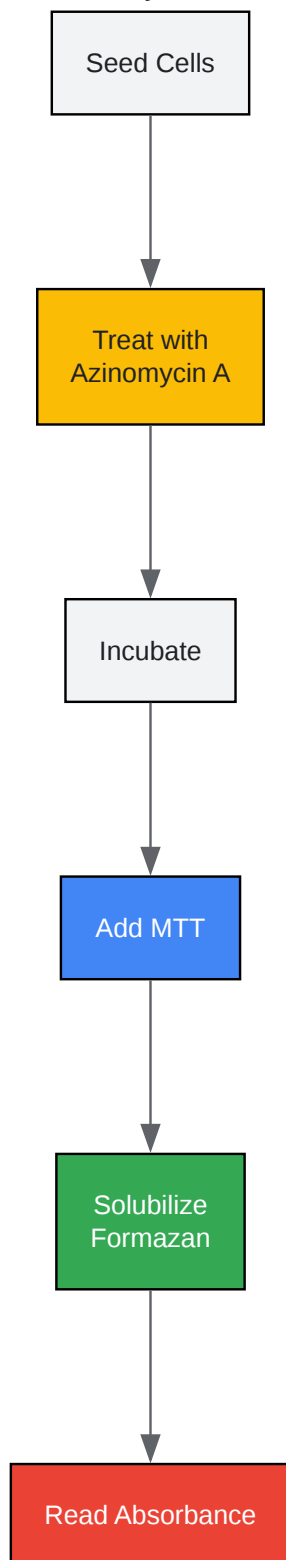 Seed Cells
Treat with
Azinomycin A
Incubate
Add MTT
Solubilize
Formazan
Read Absorbance